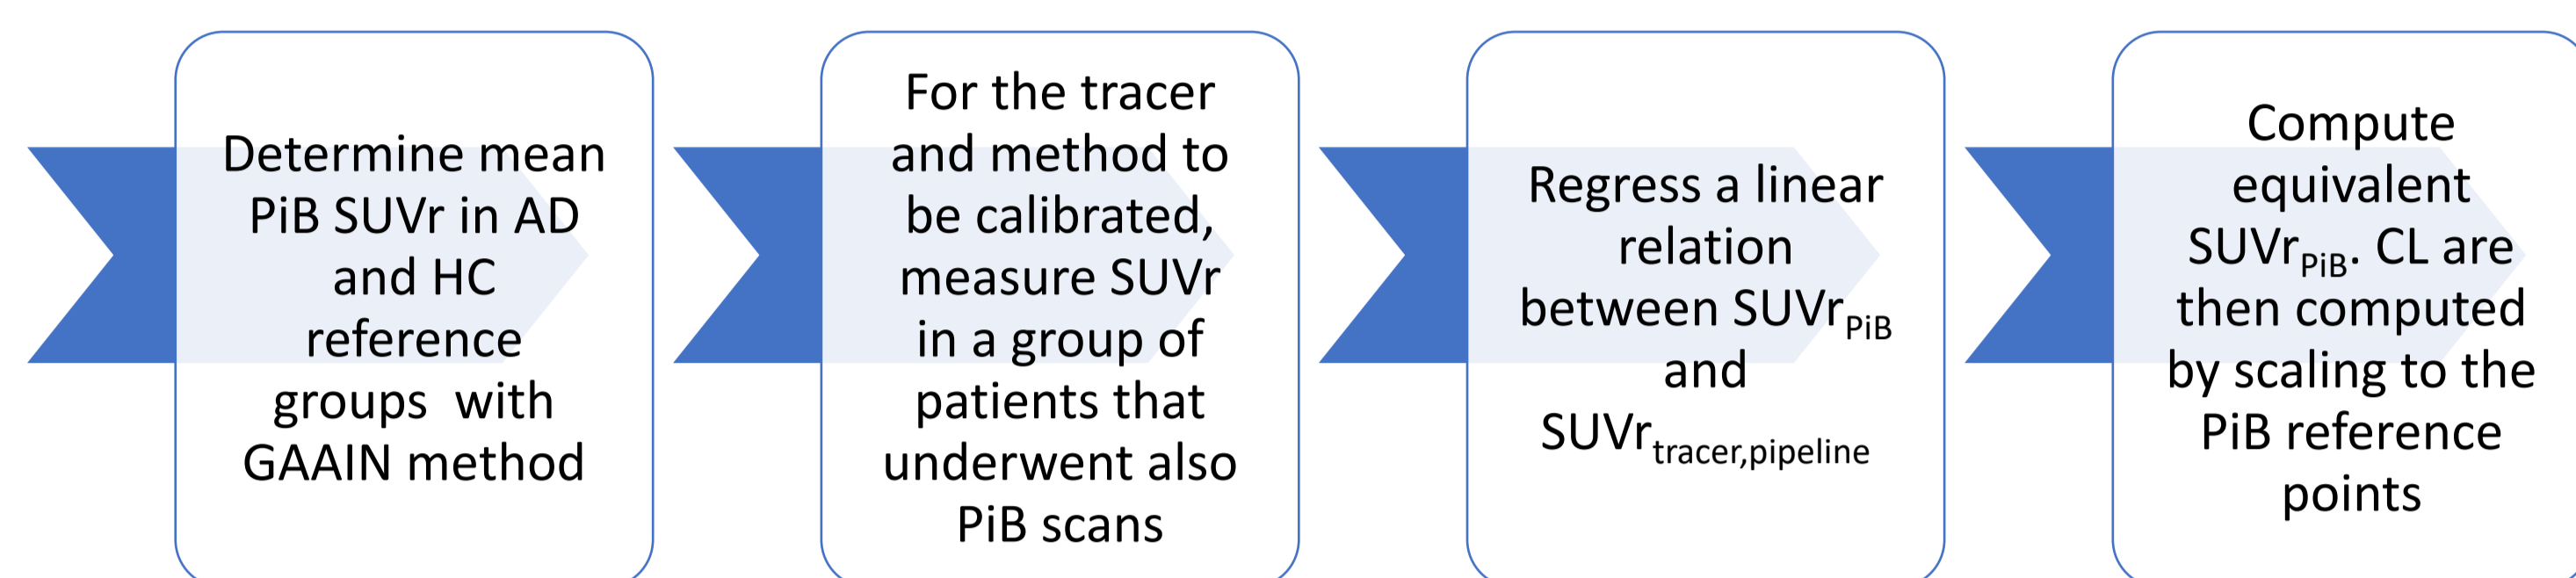 Determine mean
PiB SUVr in AD
and HC
reference
groups  with
GAAIN method
For the tracer
and method to
be calibrated,
measure SUVr
in a group of
patients that
underwent also
PiB scans
Regress a linear
relation
between SUVrPiB
and
SUVrtracer,pipeline
Compute
equivalent
SUVrPiB. CL are
then computed
by scaling to the
PiB reference
points